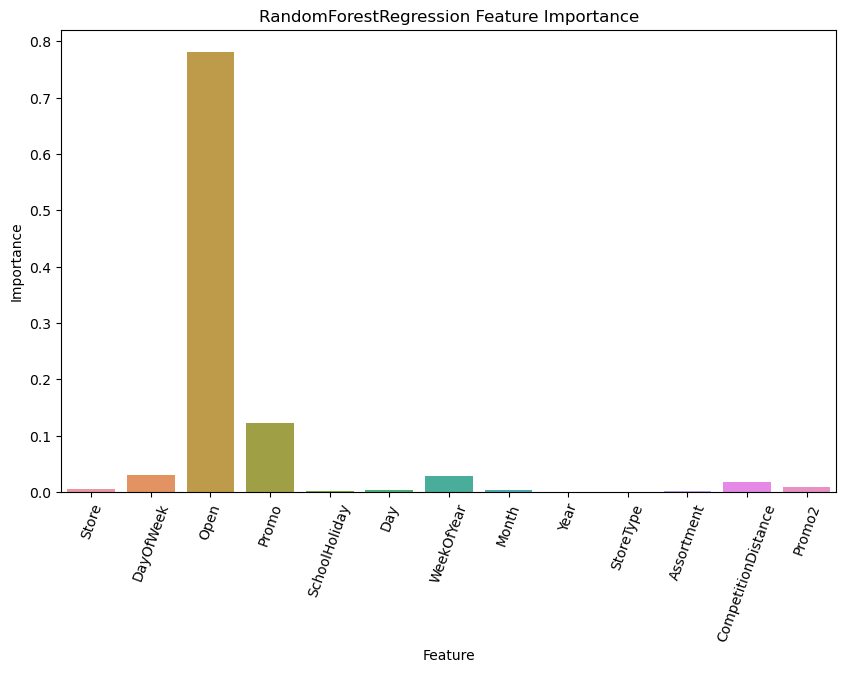 RandomForestRegression Feature Importance
Importance
0.8
0.7
0.6
0.5
0.4
0.3
0.2
0.1
0.0
Store
DayOfWeek
Open
Promo
SchoolHoliday
Day
WeekOfYear
Month
Year
StoreType
Assortment
CompetitionDistance
Promo2
Feature